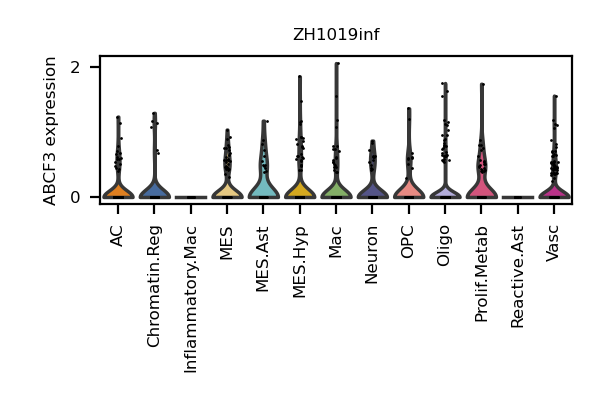 ZH1019inf
ABCF3 expression
2
0
AC
Chromatin.Reg
Inflammatory.Mac
MES
MES.Ast
MES.Hyp
Mac
Neuron
OPC
Oligo
Prolif.Metab
Reactive.Ast
Vasc